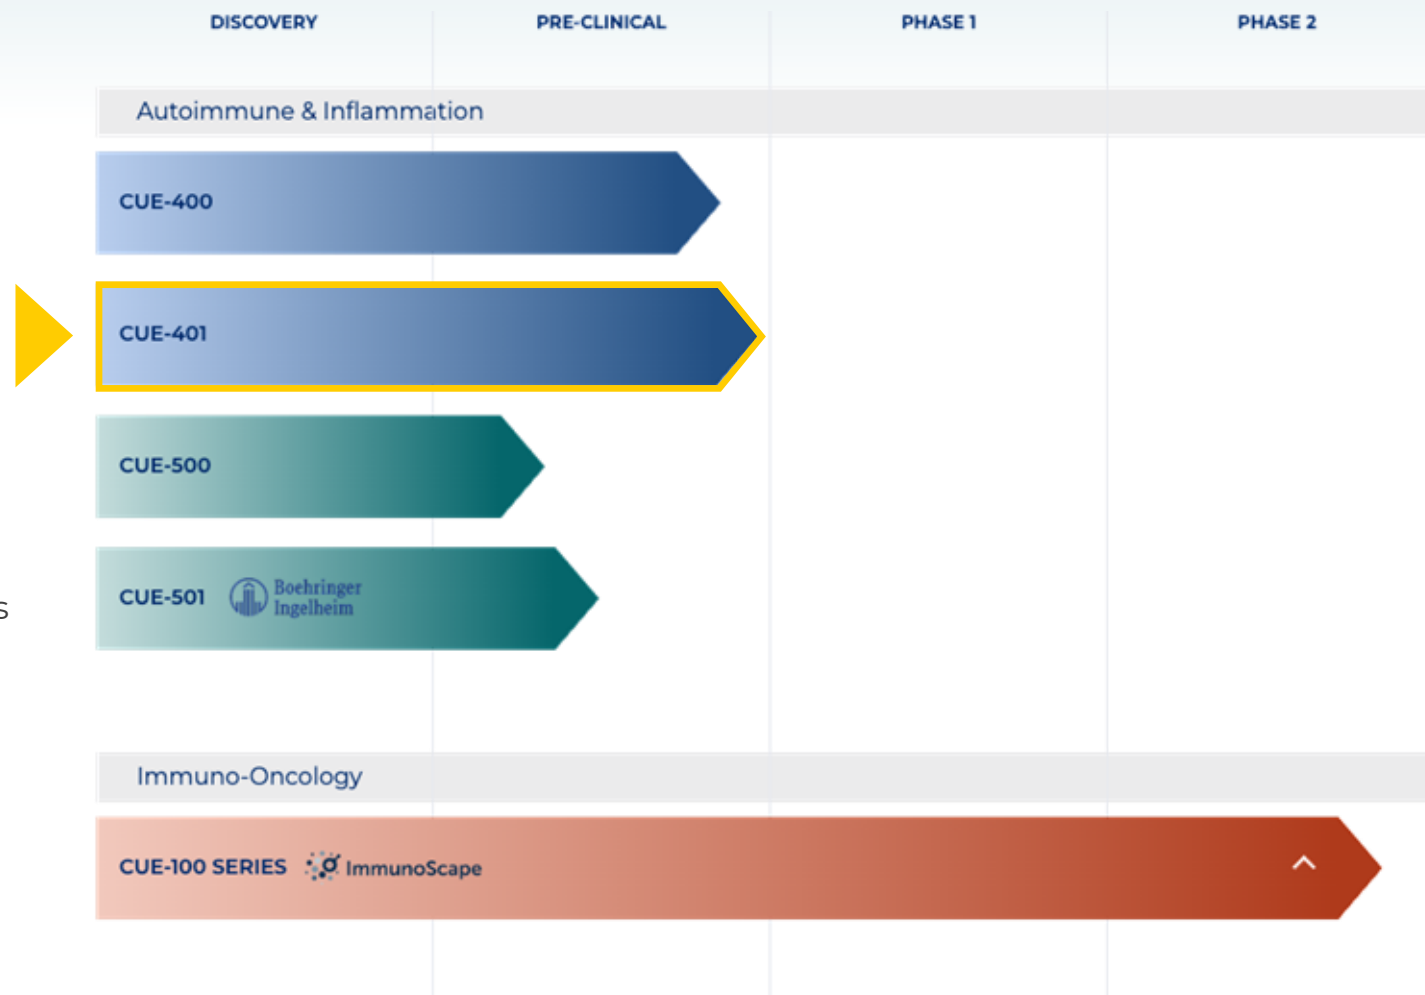 DISCOVERY PRE-CLINICAL PHASE 1 PHASE 2
Autoimmune & Inflammation
CUE-400
CUE-401
CUE-500
CUE-501 Boehringer
Ingelheim
s
Immuno-Oncology
CUE-100 SERIES ImmunoScape